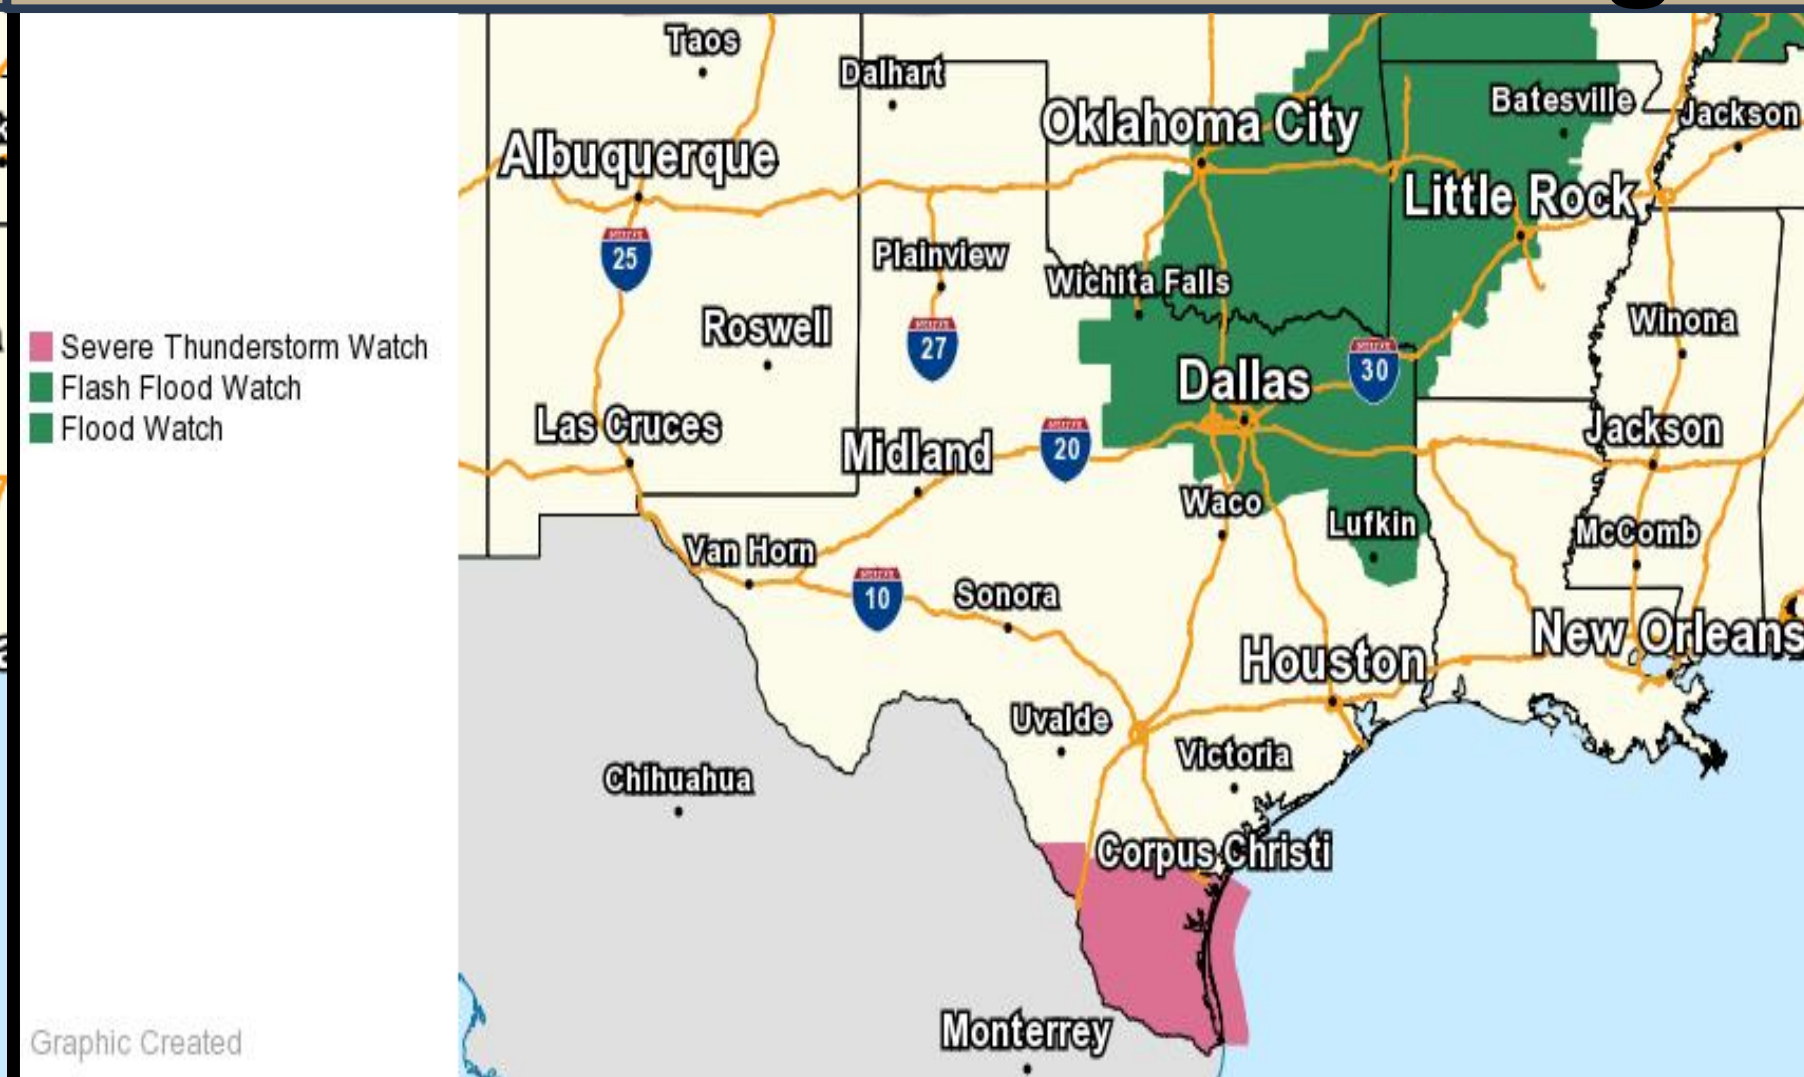 Severe Thunderstorm Watch
Flash Flood Watch
Flood Watch
Graphic Created
Taos
Dalhart
Oklahoma City
Batesville
Jackson
Albuquerque
Little Rock
25
Plainview
Wichita Falls
Roswell
27
Winona
Dallas
30
Las Cruces
Midland
20
Jackson
Waco
Lufkin
McComb
Van Horn
10
Sonora
New Orleans
Houston
Uvalde
Victoria
Chihuahua
Corpus Christi
Monterrey